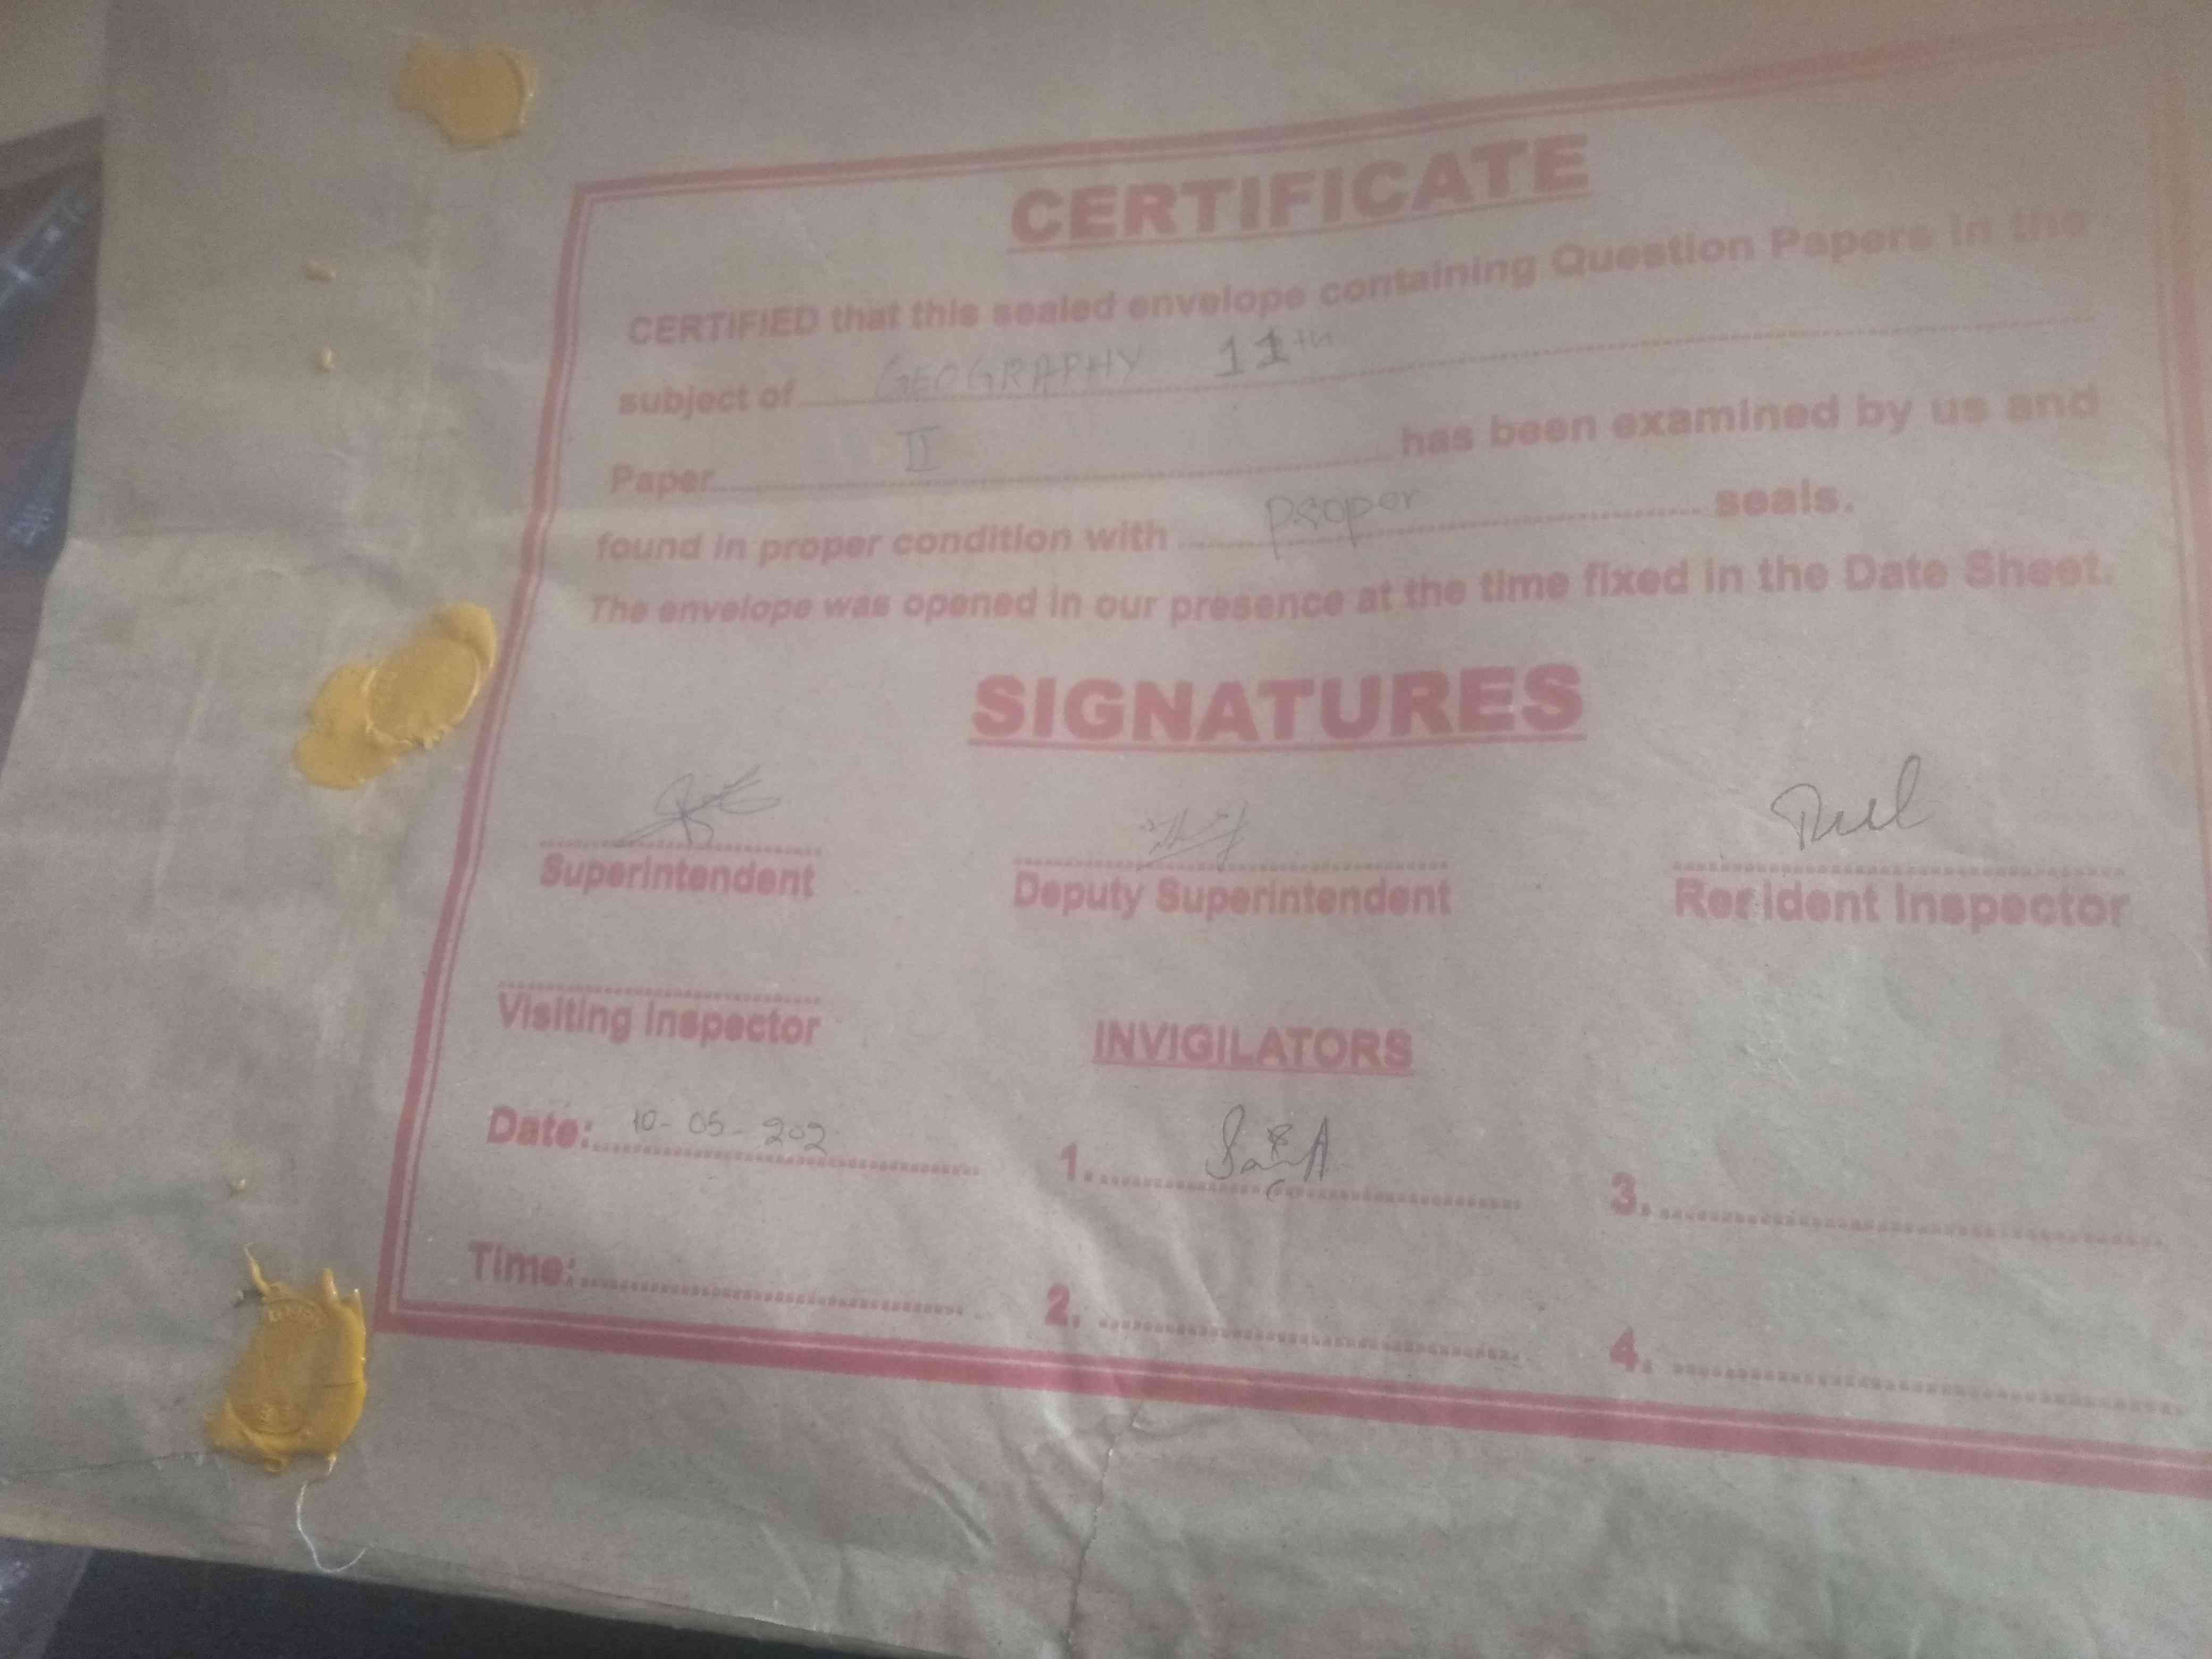 CERTIFICATE
CERTIFIED that this sealed envelope containing Question Papers in the
subject of GEOGRAPHY 11th
Paper II has been examined by us and
found in proper condition with proper seals.
The envelope was opened in our presence at the time fixed in the Date Sheet.
SIGNATURES
Superintendent Deputy Superintendent Resident Inspector
Visiting Inspector INVIGILATORS
Date: 10-05-202 1. 3.
Time: 2. 4.